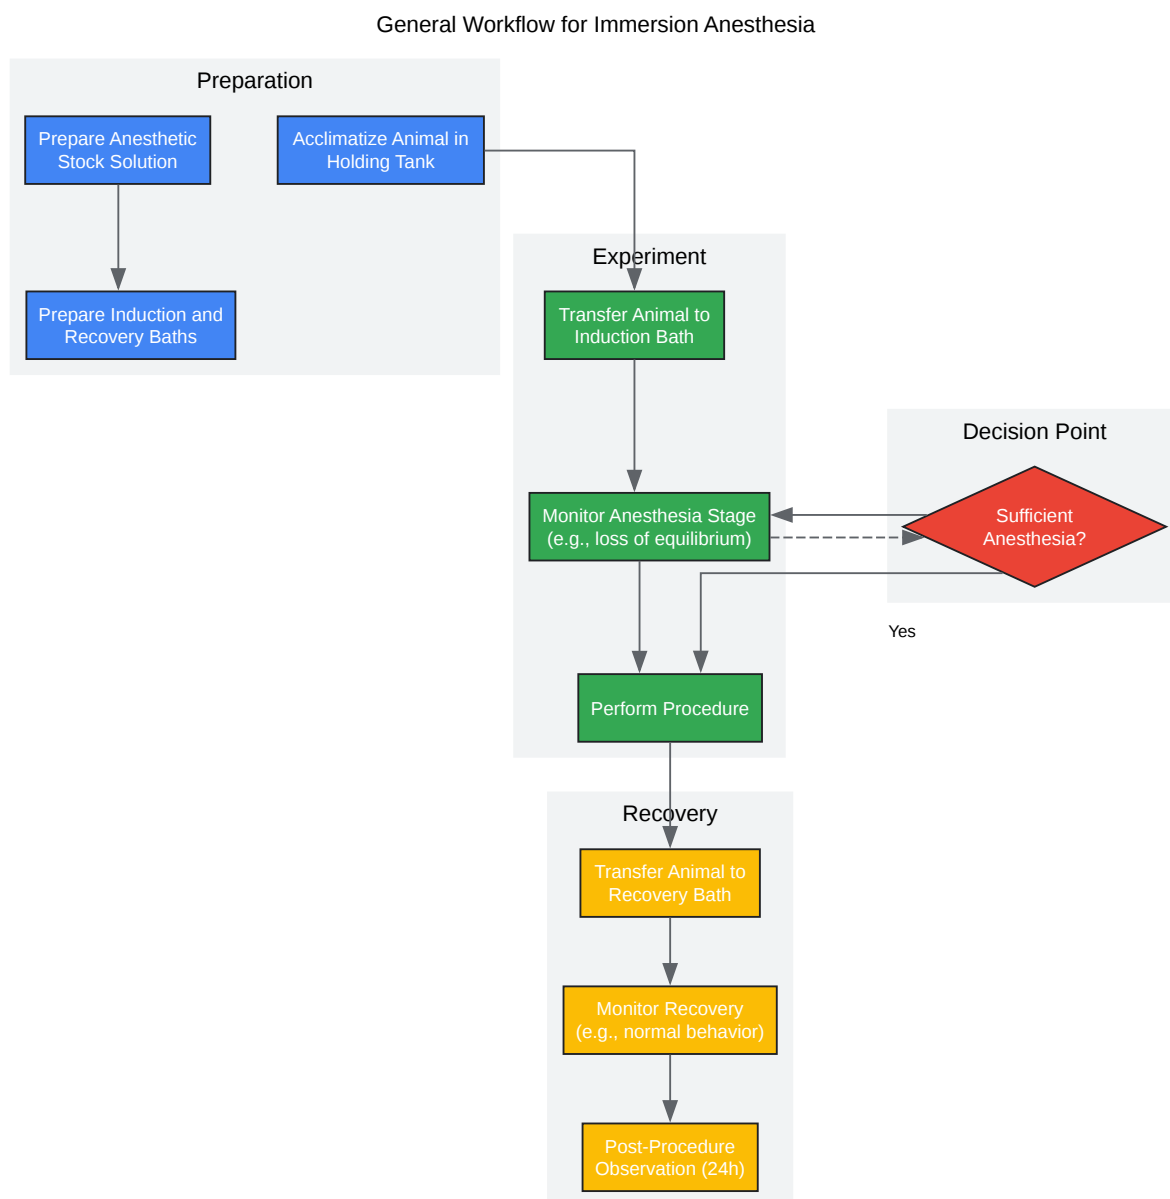 General Workflow for Immersion Anesthesia
Preparation
Prepare Anesthetic
Stock Solution
Acclimatize Animal in
Holding Tank
Prepare Induction and
Recovery Baths
Experiment
Transfer Animal to
Induction Bath
Monitor Anesthesia Stage
(e.g., loss of equilibrium)
Decision Point
Sufficient
Anesthesia?
Yes
Perform Procedure
Recovery
Transfer Animal to
Recovery Bath
Monitor Recovery
(e.g., normal behavior)
Post-Procedure
Observation (24h)